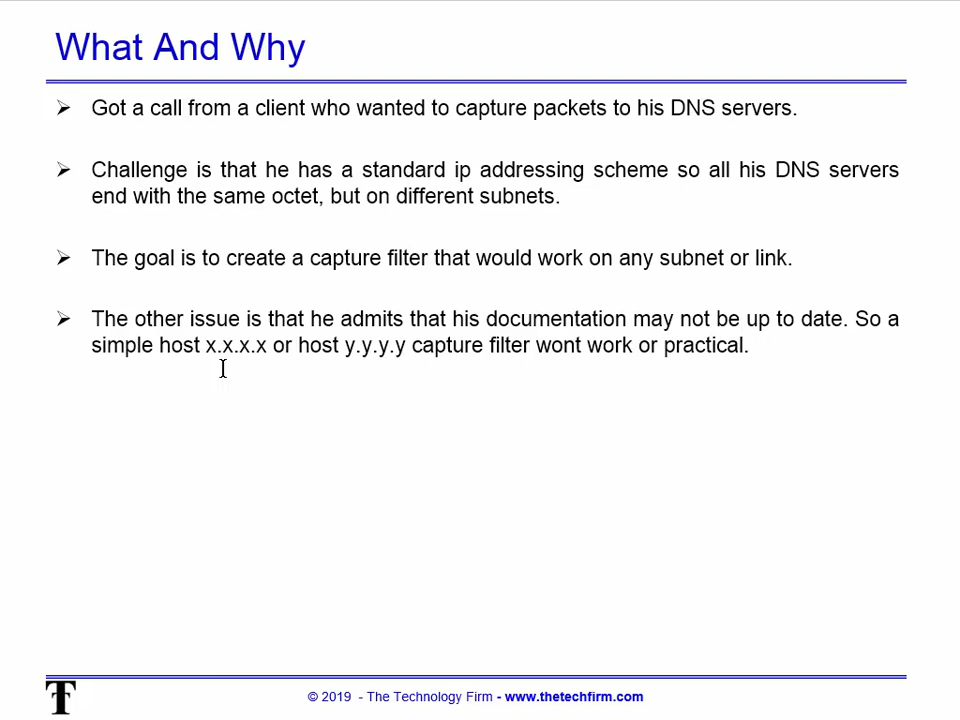 What And Why
➢ Got a call from a client who wanted to capture packets to his DNS servers.
➢ Challenge is that he has a standard ip addressing scheme so all his DNS servers
end with the same octet, but on different subnets.
➢ The goal is to create a capture filter that would work on any subnet or link.
➢ The other issue is that he admits that his documentation may not be up to date. So a
simple host x.x.x.x or host y.y.y.y capture filter wont work or practical.
© 2019 - The Technology Firm - www.thetechfirm.com